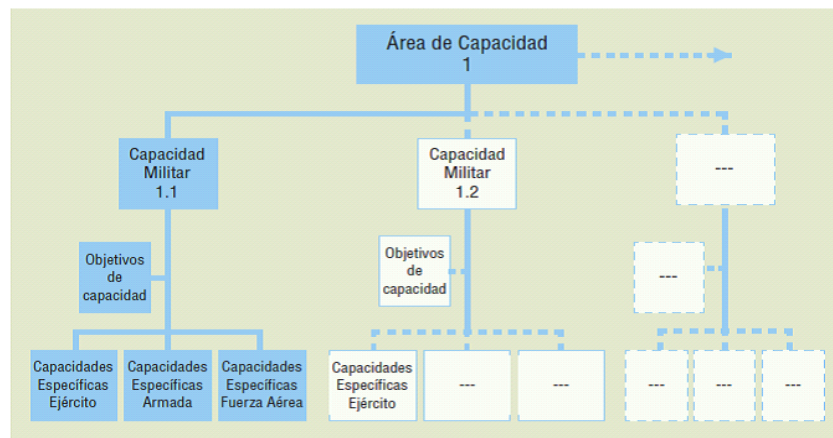 Área de Capacidad
1
Capacidad
Militar
1.1
Capacidad
Militar
1.2
---
Objetivos
de
capacidad
Objetivos
de
capacidad
---
Capacidades
Específicas
Ejército
Capacidades
Específicas
Armada
Capacidades
Específicas
Fuerza Aérea
Capacidades
Específicas
Ejército
---
---
---
---
---